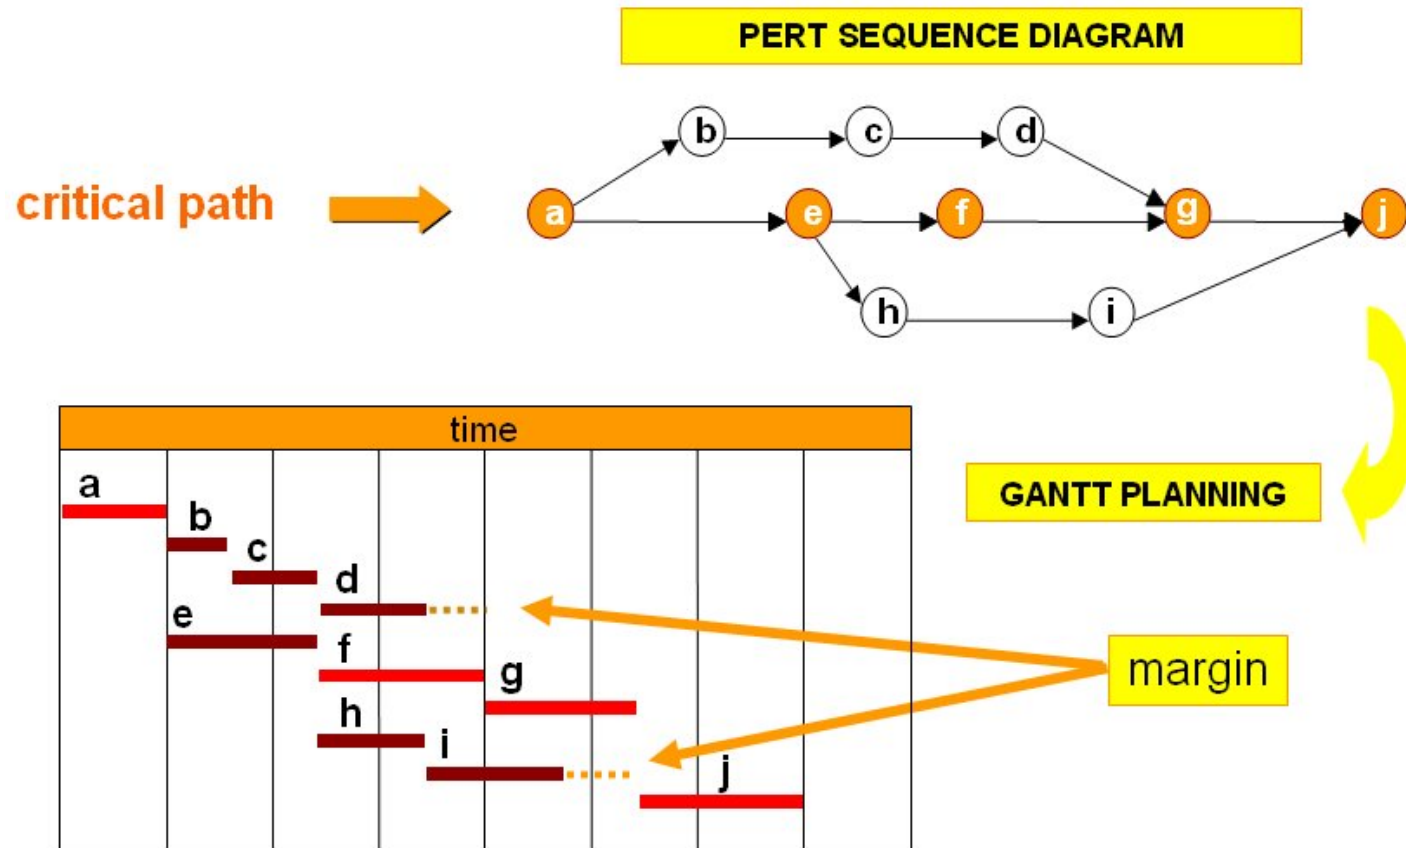 PERT SEQUENCE DIAGRAM
b c d
critical path
a e f g j
h i
time
GANTT PLANNING
a
b
c
d
e
f
g
margin
h
i
j